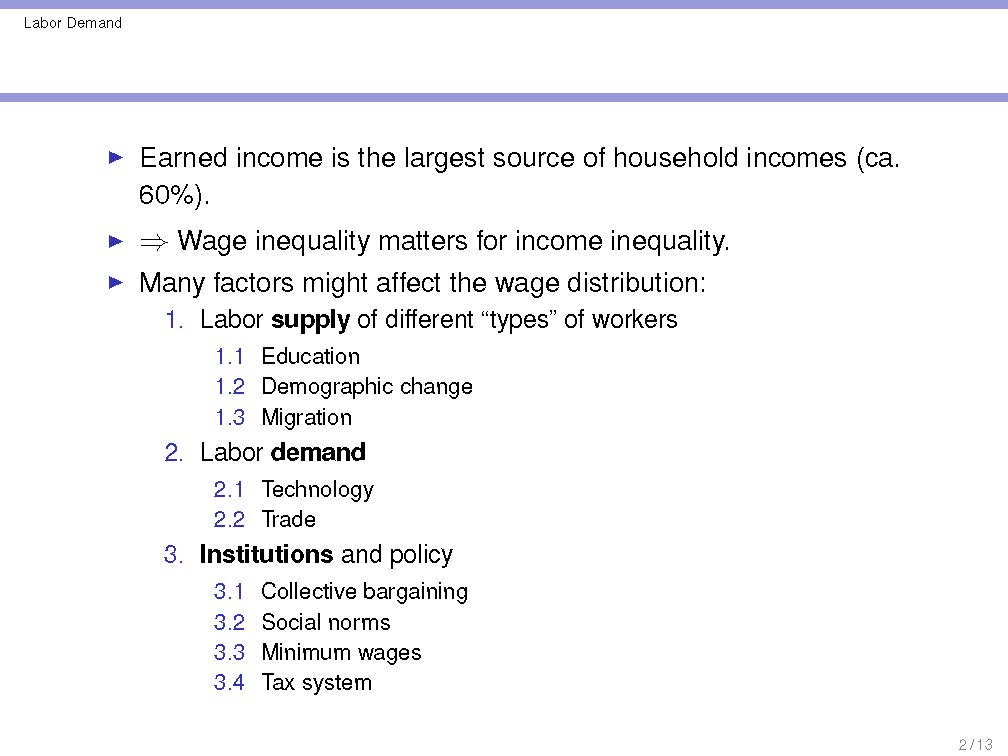 Labor Demand
▶ Earned income is the largest source of household incomes (ca.
60%).
▶ ⇒ Wage inequality matters for income inequality.
▶ Many factors might affect the wage distribution:
1. Labor supply of different “types” of workers
1.1 Education
1.2 Demographic change
1.3 Migration
2. Labor demand
2.1 Technology
2.2 Trade
3. Institutions and policy
3.1 Collective bargaining
3.2 Social norms
3.3 Minimum wages
3.4 Tax system
2 / 13